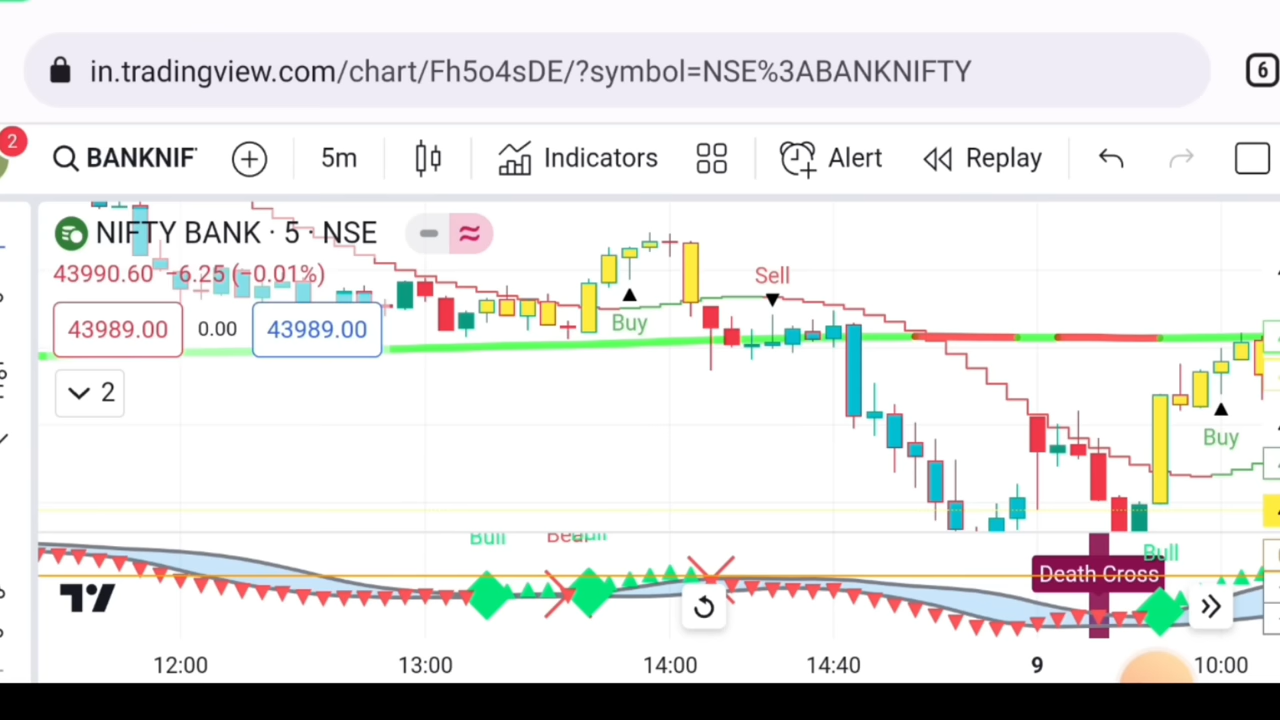 in.tradingview.com/chart/Fh5o4sDE/?symbol=NSE%3ABANKNIFTY
6
2
BANKNIF
5m
Indicators
Alert
Replay
NIFTY BANK · 5 · NSE
43990.60 −6.25 (−0.01%)
43989.00
0.00
43989.00
2
Buy
Sell
Buy
Bull
Bull
Death Cross
12:00
13:00
14:00
14:40
9
10:00